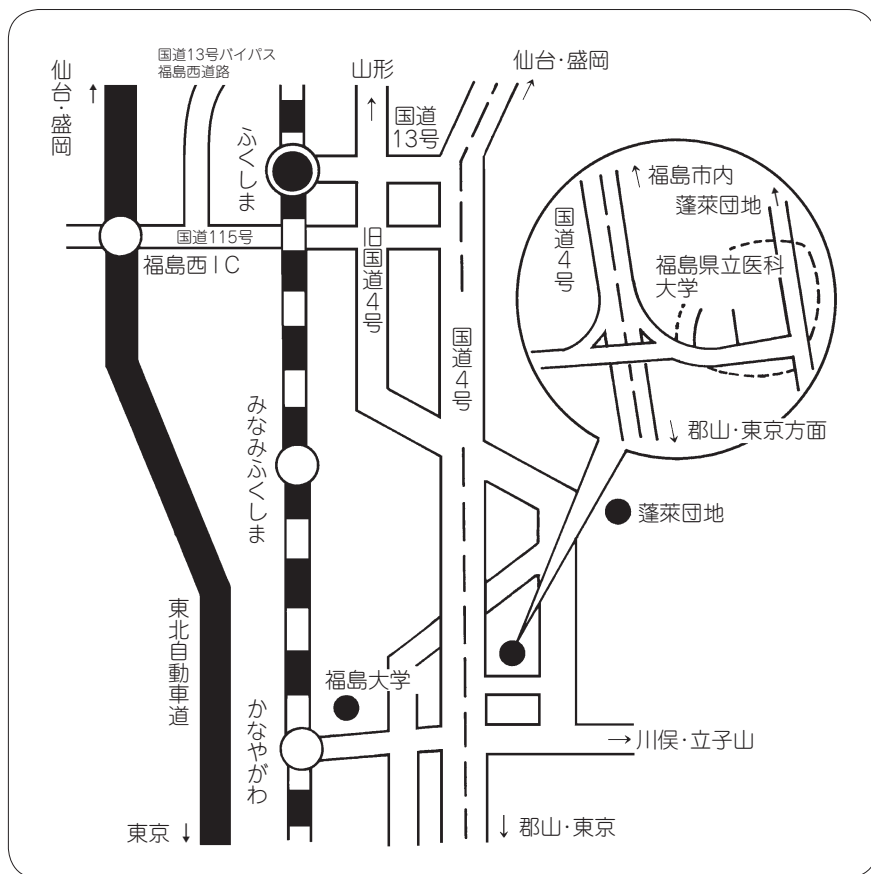 国道13号バイパス
福島西道路
仙台・盛岡
山形
仙台・盛岡
国道
13号
ふくしま
国道115号
福島西IC
旧国道4号
国道4号
福島市内
蓬萊団地
国道4号
福島県立医科
大学
郡山・東京方面
みなみふくしま
蓬萊団地
東北自動車道
福島大学
かなやがわ
川俣・立子山
東京
郡山・東京